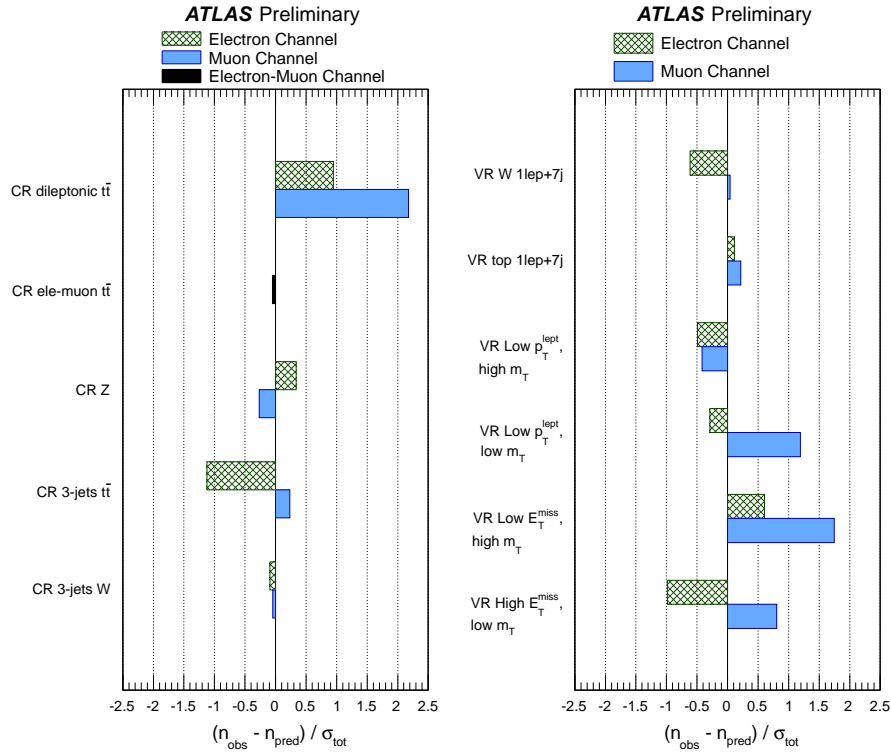 ATLAS Preliminary
Electron Channel
Muon Channel
Electron-Muon Channel
CR dileptonic tt̄
CR ele-muon tt̄
CR Z
CR 3-jets tt̄
CR 3-jets W
-2.5 -2 -1.5 -1 -0.5 0 0.5 1 1.5 2 2.5
(n_obs - n_pred) / σ_tot
ATLAS Preliminary
Electron Channel
Muon Channel
VR W 1lep+7j
VR top 1lep+7j
VR Low p_T^lept,
high m_T
VR Low p_T^lept,
low m_T
VR Low E_T^miss,
high m_T
VR High E_T^miss,
low m_T
-2.5 -2 -1.5 -1 -0.5 0 0.5 1 1.5 2 2.5
(n_obs - n_pred) / σ_tot